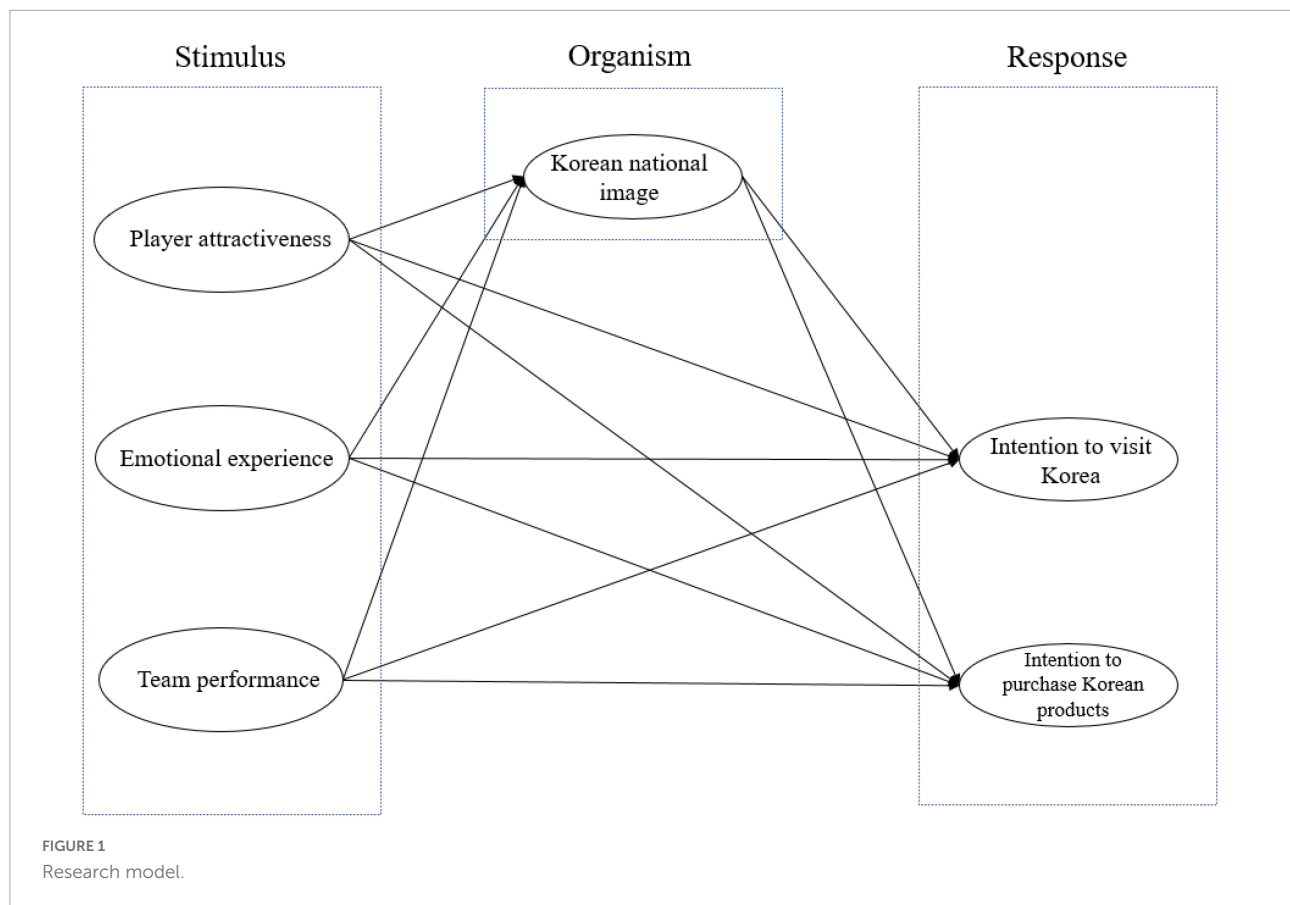 Stimulus
Organism
Response
Korean national
image
Player attractiveness
Emotional experience
Intention to visit
Korea
Team performance
Intention to
purchase Korean
products
FIGURE 1
Research model.